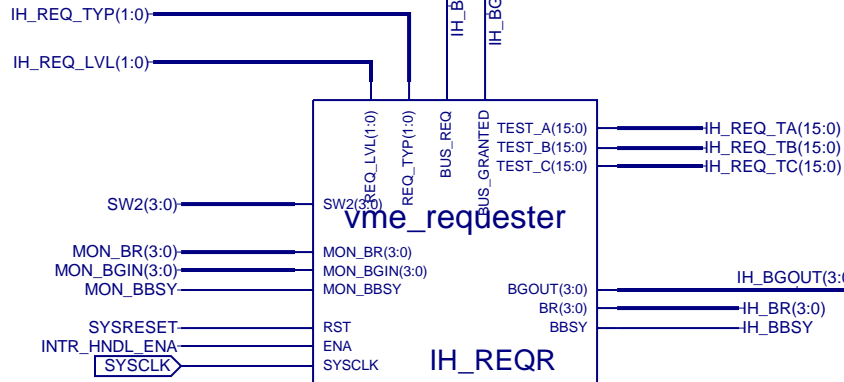 IH_REQ_TYP(1:0)
IH_REQ_LVL(1:0)
REQ_LVL(1:0)
REQ_TYP(1:0)
BUS_REQ
BUS_GRANTED
TEST_A(15:0) IH_REQ_TA(15:0)
TEST_B(15:0) IH_REQ_TB(15:0)
TEST_C(15:0) IH_REQ_TC(15:0)
SW2(3:0) SW2(3:0)
vme_requester
MON_BR(3:0) MON_BR(3:0)
MON_BGIN(3:0) MON_BGIN(3:0)
MON_BBSY MON_BBSY
BGOUT(3:0) IH_BGOUT(3:
BR(3:0) IH_BR(3:0)
BBSY IH_BBSY
SYSRESET RST
INTR_HNDL_ENA ENA
SYSCLK SYSCLK
IH_REQR